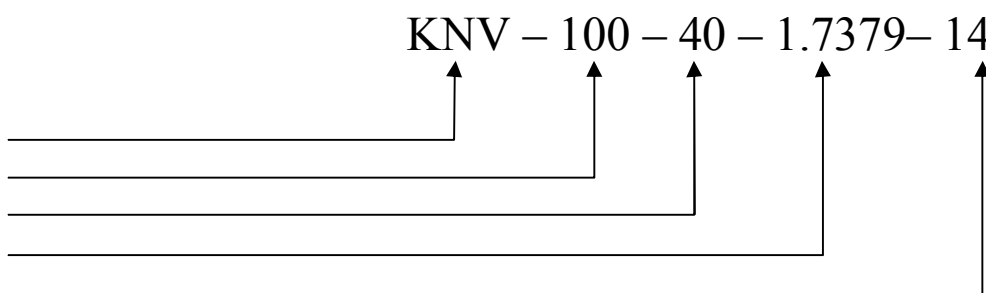 KNV – 100 – 40 – 1.7379– 14